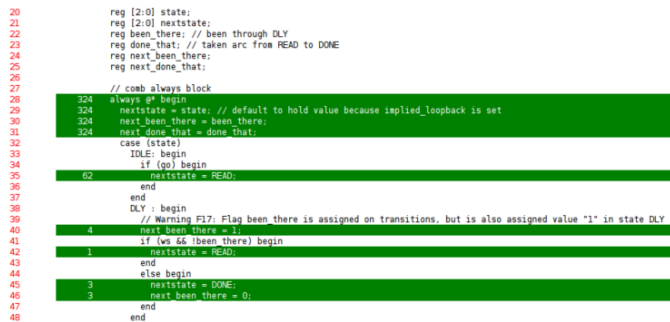 20 reg [2:0] state;
21 reg [2:0] nextstate;
22 reg been_there; // been through DLY
23 reg done_that; // taken arc from READ to DONE
24 reg next_been_there;
25 reg next_done_that;
26
27 // comb always block
28 324 always @* begin
29 324 nextstate = state; // default to hold value because implied_loopback is set
30 324 next_been_there = been_there;
31 324 next_done_that = done_that;
32 case (state)
33 IDLE: begin
34 if (go) begin
35 62 nextstate = READ;
36 end
37 end
38 DLY : begin
39 // Warning F17: Flag been_there is assigned on transitions, but is also assigned value "1" in state DLY
40 4 next_been_there = 1;
41 if (ws && !been_there) begin
42 1 nextstate = READ;
43 end
44 else begin
45 3 nextstate = DONE;
46 3 next_been_there = 0;
47 end
48 end